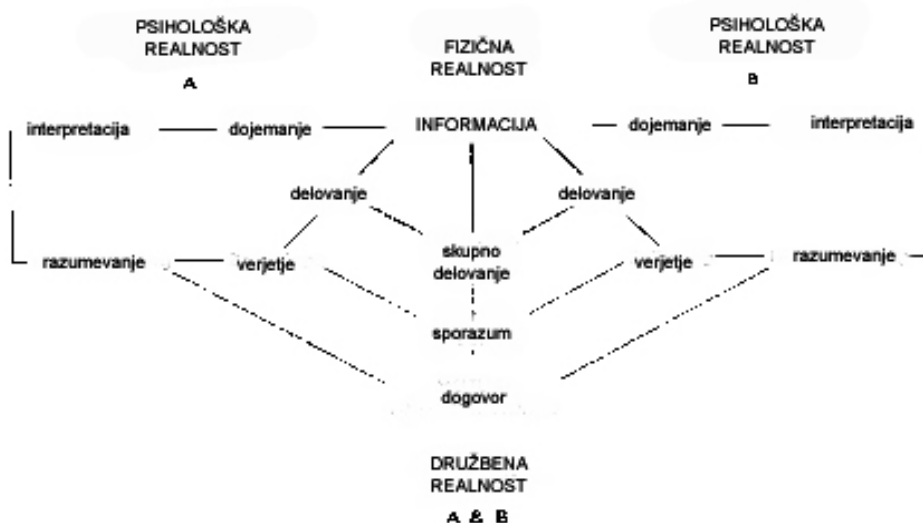 PSIHOLOŠKA
REALNOST
A
FIZIČNA
REALNOST
PSIHOLOŠKA
REALNOST
B
interpretacija
dojemanje
INFORMACIJA
dojemanje
interpretacija
delovanje
delovanje
razumevanje
verjetje
skupno
delovanje
verjetje
razumevanje
sporazum
dogovor
DRUŽBENA
REALNOST
A & B